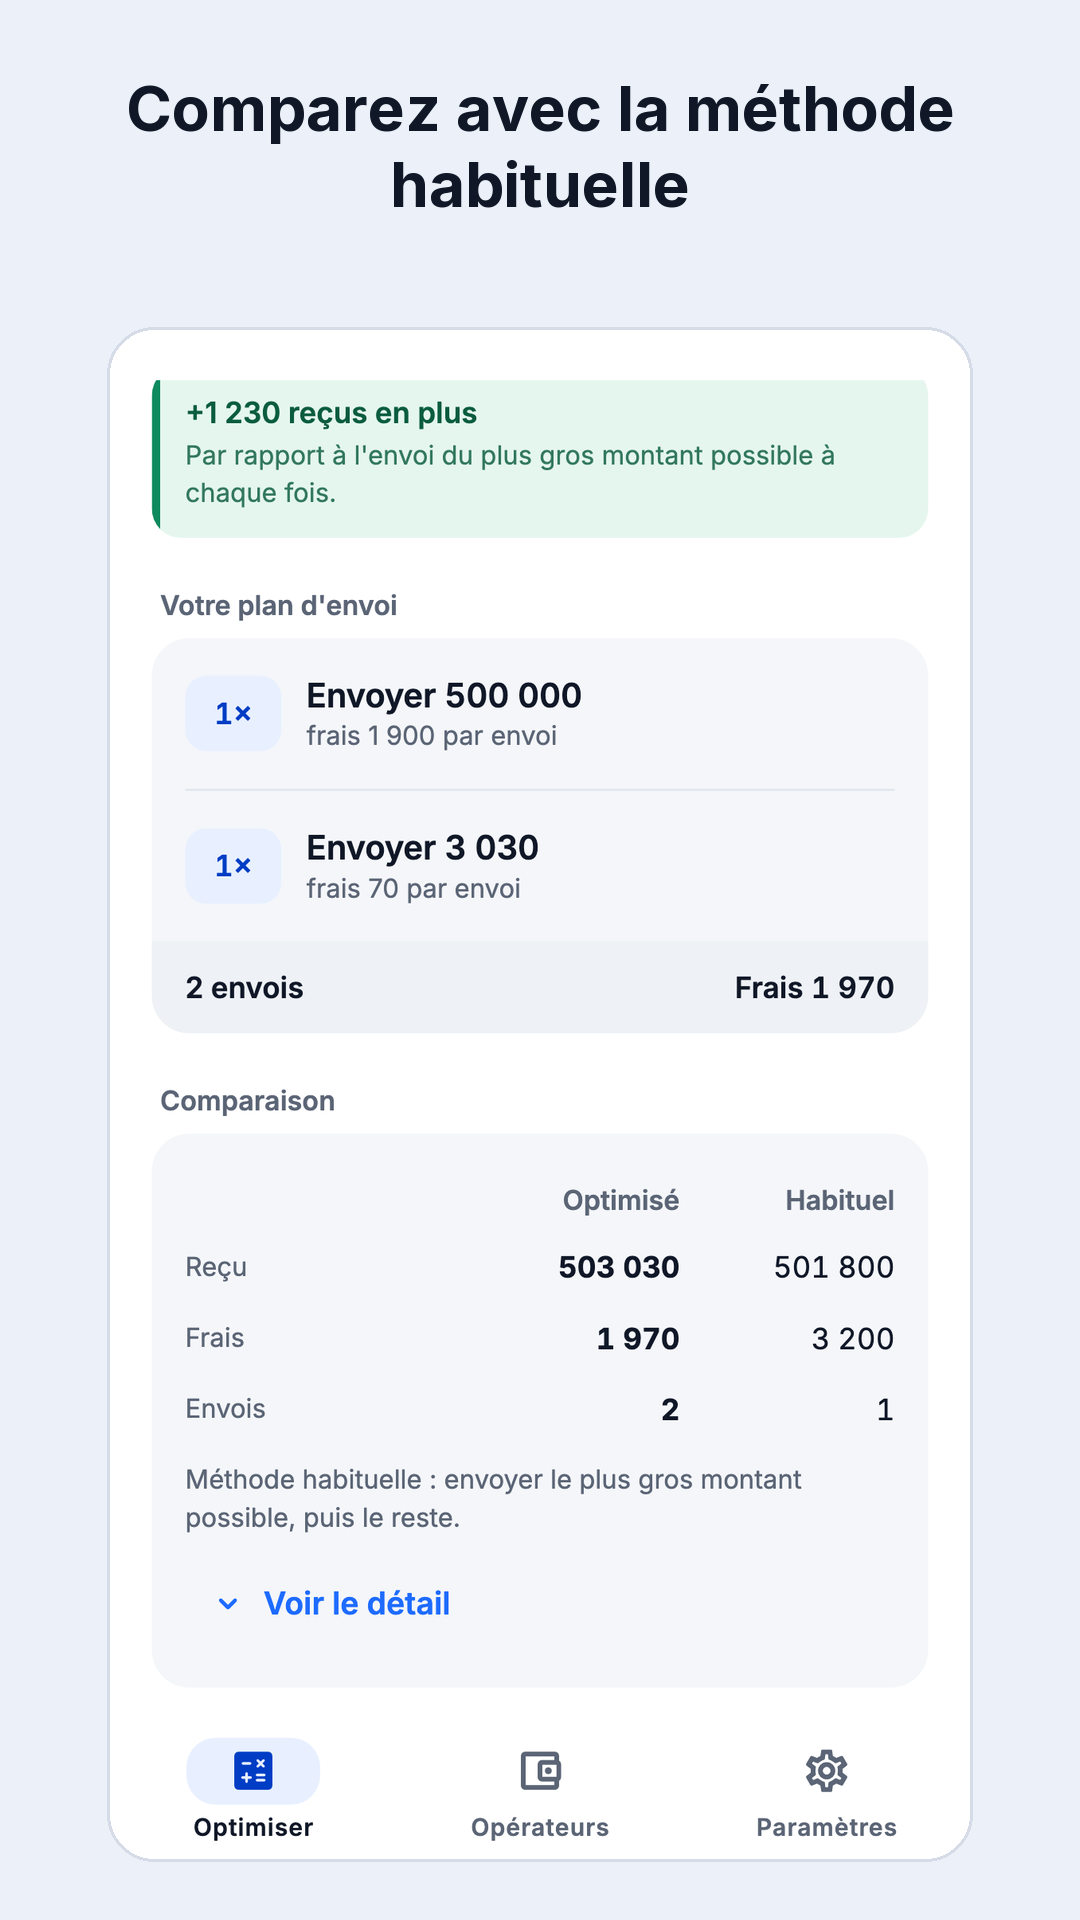 Comparez avec la méthode
habituelle
+1 230 reçus en plus
Par rapport à l'envoi du plus gros montant possible à
chaque fois.
Votre plan d'envoi
1×
Envoyer 500 000
frais 1 900 par envoi
1×
Envoyer 3 030
frais 70 par envoi
2 envois Frais 1 970
Comparaison
Optimisé Habituel
Reçu 503 030 501 800
Frais 1 970 3 200
Envois 2 1
Méthode habituelle : envoyer le plus gros montant
possible, puis le reste.
Voir le détail
Optimiser Opérateurs Paramètres